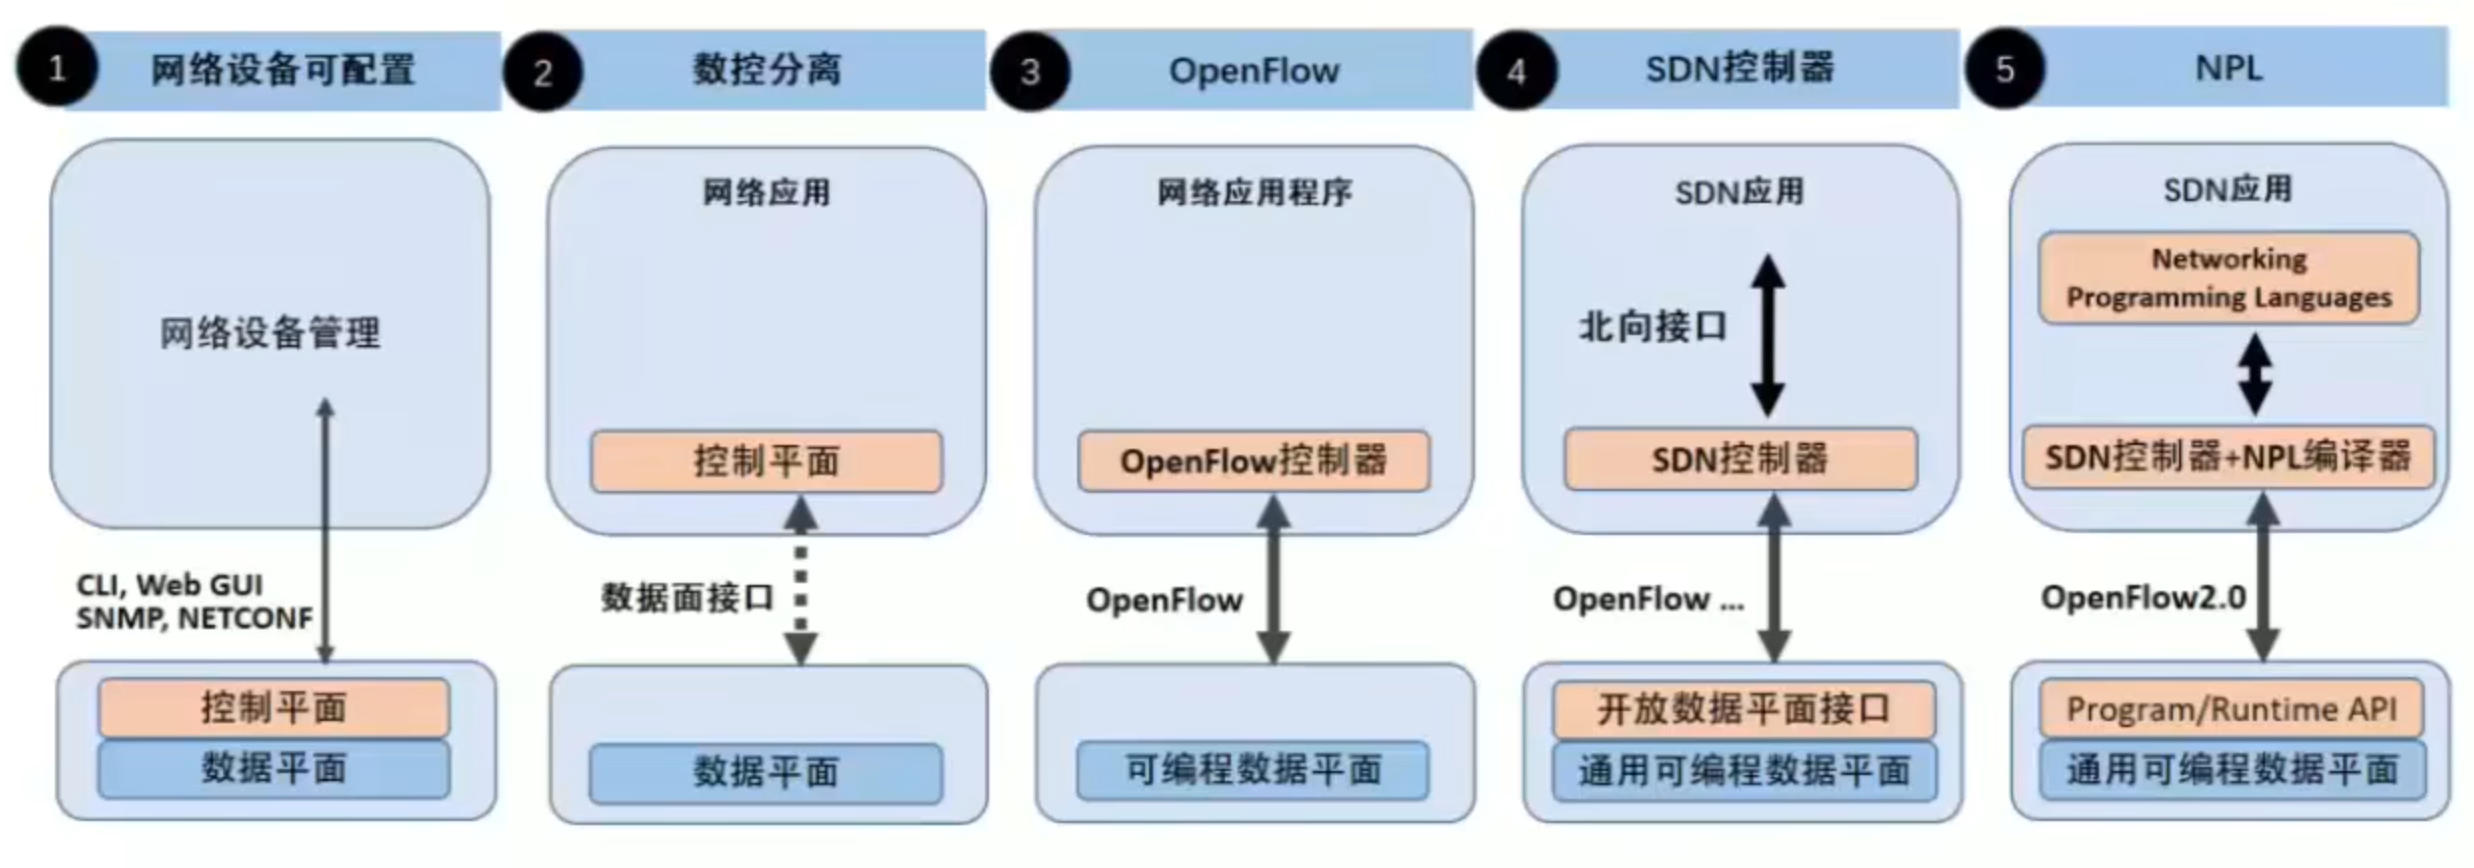 1 网络设备可配置
网络设备管理
CLI, Web GUI
SNMP, NETCONF
控制平面
数据平面
2 数控分离
网络应用
控制平面
数据面接口
数据平面
3 OpenFlow
网络应用程序
OpenFlow控制器
OpenFlow
可编程数据平面
4 SDN控制器
SDN应用
北向接口
SDN控制器
OpenFlow ...
开放数据平面接口
通用可编程数据平面
5 NPL
SDN应用
Networking
Programming Languages
SDN控制器+NPL编译器
OpenFlow2.0
Program/Runtime API
通用可编程数据平面